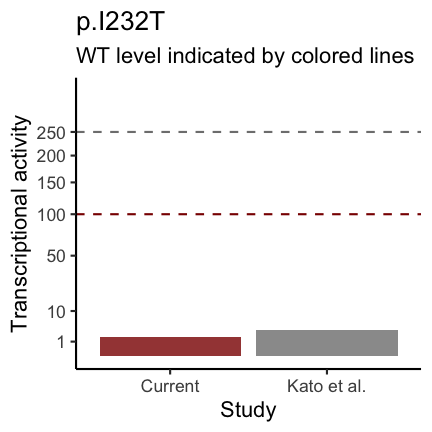 p.I232T
WT level indicated by colored lines
Transcriptional activity
250
200
150
100
50
10
1
Current
Kato et al.
Study